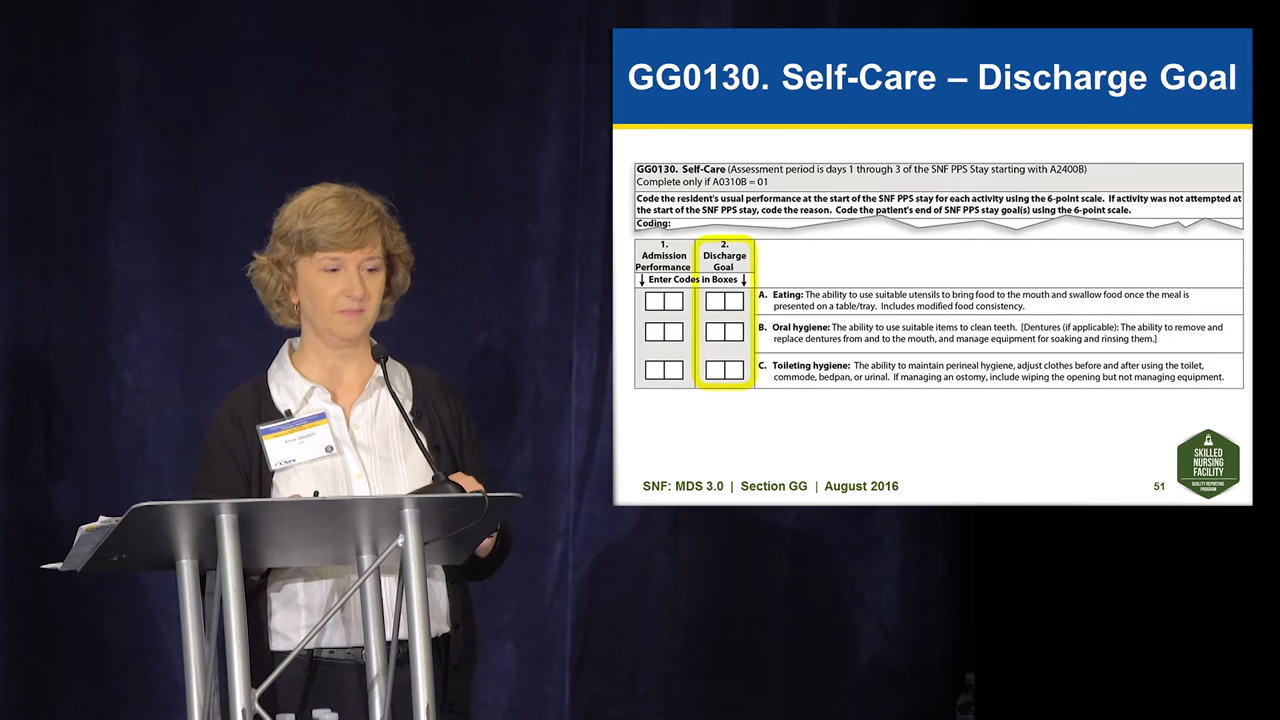 GG0130. Self-Care – Discharge Goal
GG0130. Self-Care (Assessment period is days 1 through 3 of the SNF PPS Stay starting with A2400B)
Complete only if A0310B = 01
Code the resident's usual performance at the start of the SNF PPS stay for each activity using the 6-point scale. If activity was not attempted at
the start of the SNF PPS stay, code the reason. Code the patient's end of SNF PPS stay goal(s) using the 6-point scale.
Coding:
1.
Admission
Performance
2.
Discharge
Goal
↓ Enter Codes in Boxes ↓
A. Eating: The ability to use suitable utensils to bring food to the mouth and swallow food once the meal is
presented on a table/tray. Includes modified food consistency.
B. Oral hygiene: The ability to use suitable items to clean teeth. [Dentures (if applicable): The ability to remove and
replace dentures from and to the mouth, and manage equipment for soaking and rinsing them.]
C. Toileting hygiene: The ability to maintain perineal hygiene, adjust clothes before and after using the toilet,
commode, bedpan, or urinal. If managing an ostomy, include wiping the opening but not managing equipment.
SNF: MDS 3.0 | Section GG | August 2016
51
SKILLED
NURSING
FACILITY
QUALITY REPORTING
PROGRAM
CMS